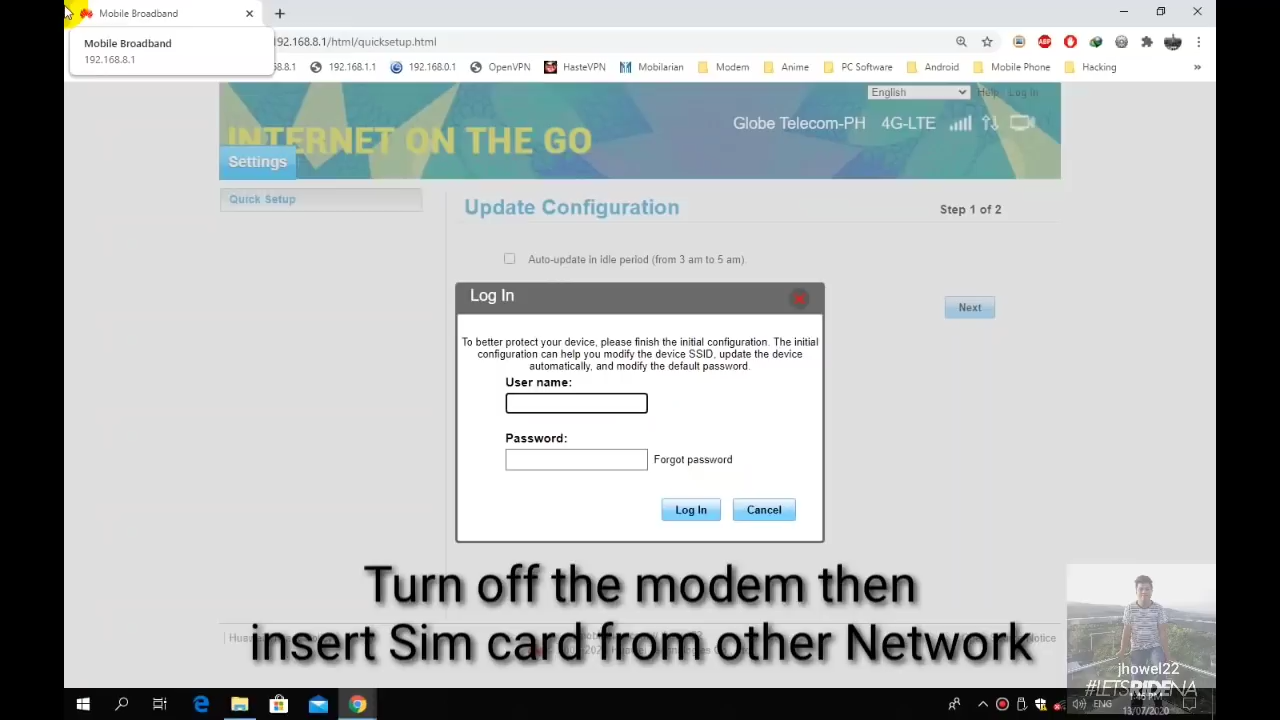 Mobile Broadband
Mobile Broadband
192.168.8.1
192.168.8.1/html/quicksetup.html
192.168.1.1
192.168.0.1
OpenVPN
HasteVPN
Mobilarian
Modem
Anime
PC Software
Android
Mobile Phone
Hacking
»
English
Help
Log In
INTERNET ON THE GO
Globe Telecom-PH
4G-LTE
Settings
Quick Setup
Update Configuration
Step 1 of 2
Auto-update in idle period (from 3 am to 5 am).
Next
Log In
To better protect your device, please finish the initial configuration. The initial
configuration can help you modify the device SSID, update the device
automatically, and modify the default password.
User name:
Password:
Forgot password
Log In
Cancel
Turn off the modem then
insert Sim card from other Network
Notice
jhowel22
#LETSRIDENA
ENG
13/07/2020